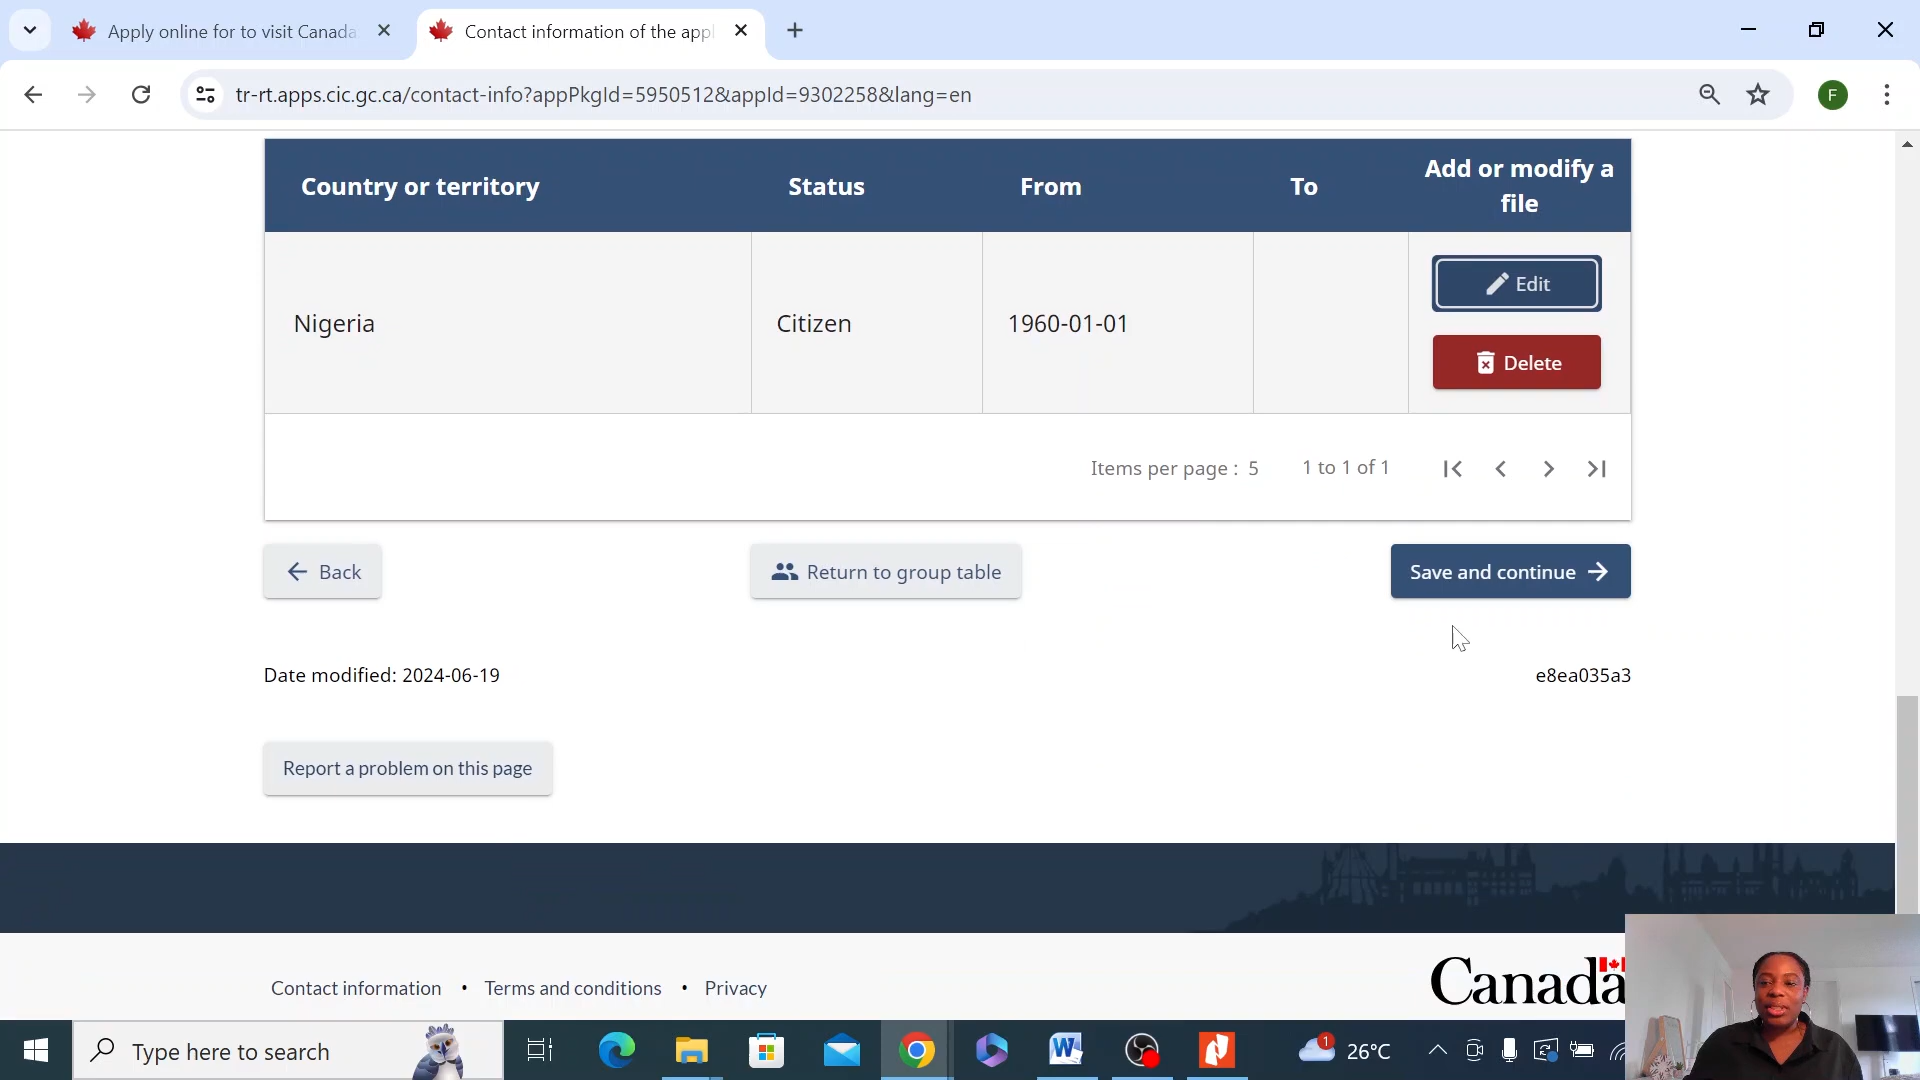 Apply online for to visit Canada
Contact information of the appl
tr-rt.apps.cic.gc.ca/contact-info?appPkgId=5950512&appId=9302258&lang=en
F
Country or territory
Status
From
To
Add or modify a
file
Nigeria
Citizen
1960-01-01
Edit
Delete
Items per page : 5
1 to 1 of 1
Back
Return to group table
Save and continue
Date modified: 2024-06-19
e8ea035a3
Report a problem on this page
Contact information • Terms and conditions • Privacy
Canada
Type here to search
1
26°C